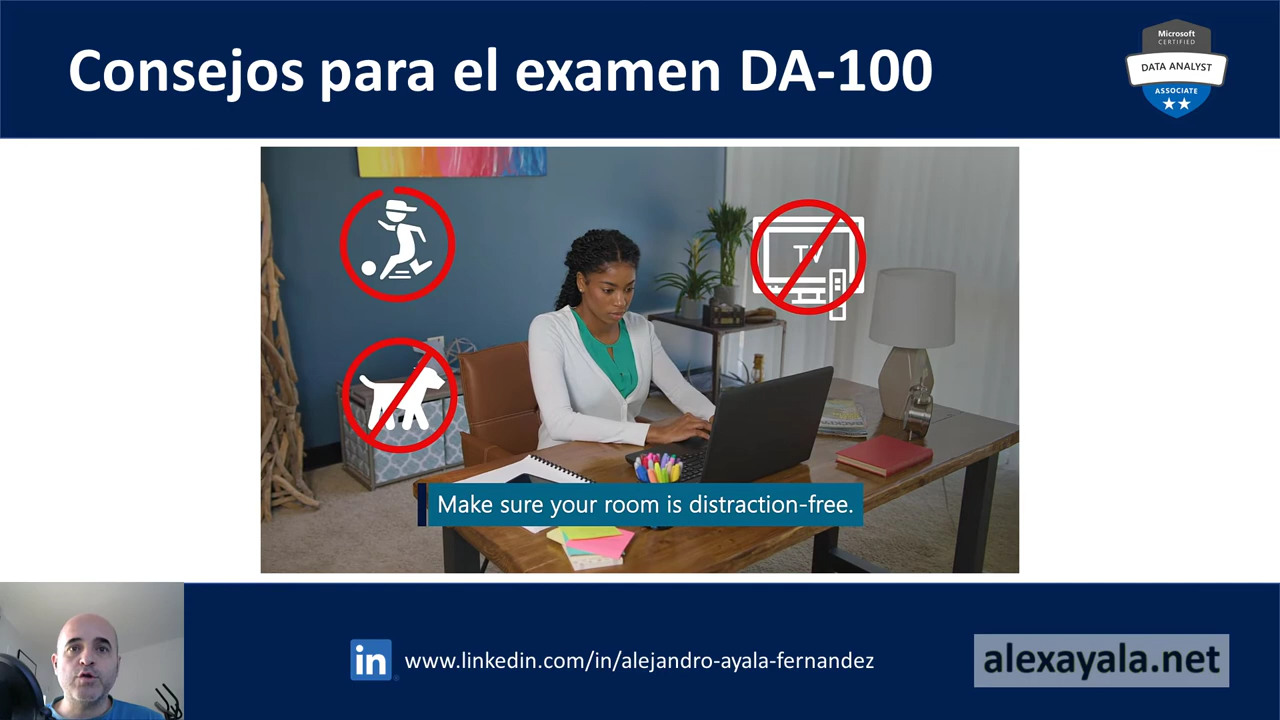 Consejos para el examen DA-100
Microsoft
CERTIFIED
DATA ANALYST
ASSOCIATE
TV
Make sure your room is distraction-free.
in
www.linkedin.com/in/alejandro-ayala-fernandez
alexayala.net